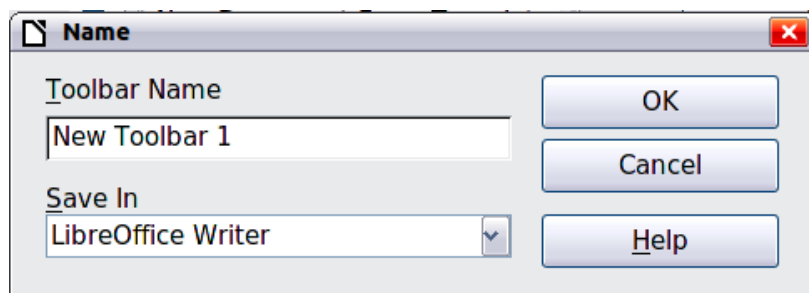 Name
Toolbar Name
New Toolbar 1
Save In
LibreOffice Writer
OK
Cancel
Help